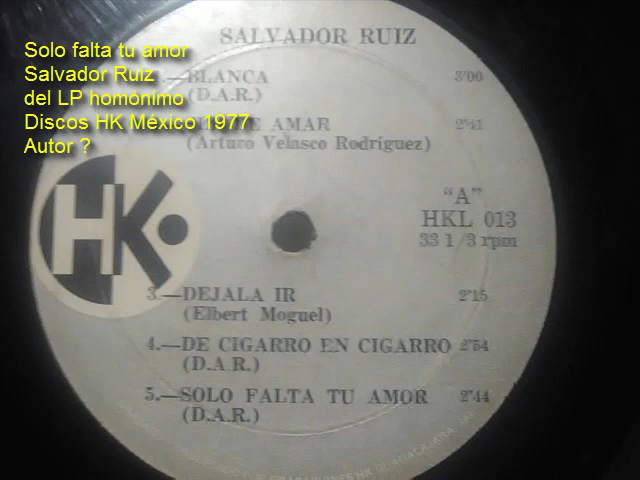 Solo falta tu amor
Salvador Ruiz
del LP homónimo
Discos HK México 1977
Autor ?
SALVADOR RUIZ
BLANCA 3'00
(D.A.R.)
AMAR 2'41
(Arturo Velasco Rodríguez)
HK
"A"
HKL 013
33 1/3 rpm
3.—DEJALA IR 2'15
(Elbert Moguel)
4.—DE CIGARRO EN CIGARRO 2'54
(D.A.R.)
5.—SOLO FALTA TU AMOR 2'44
(D.A.R.)
HK GUADALAJARA